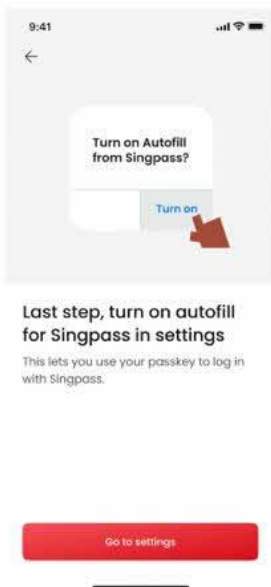 9:41
Turn on Autofill
from Singpass?
Turn on
Last step, turn on autofill
for Singpass in settings
This lets you use your passkey to log in
with Singpass.
Go to settings